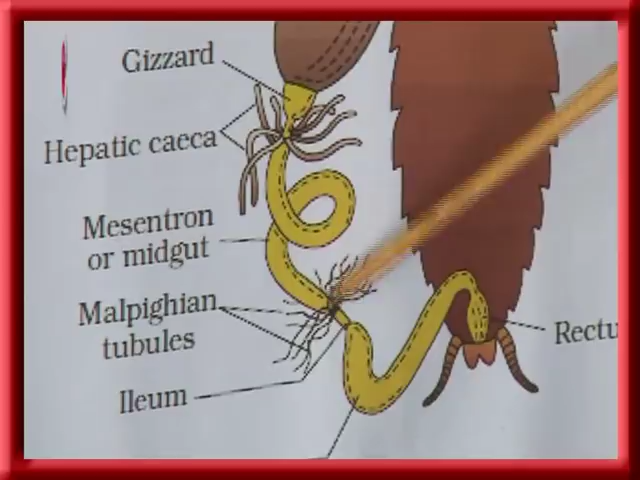 Gizzard
Hepatic caeca
Mesentron
or midgut
Malpighian
tubules
Ileum
Rectu